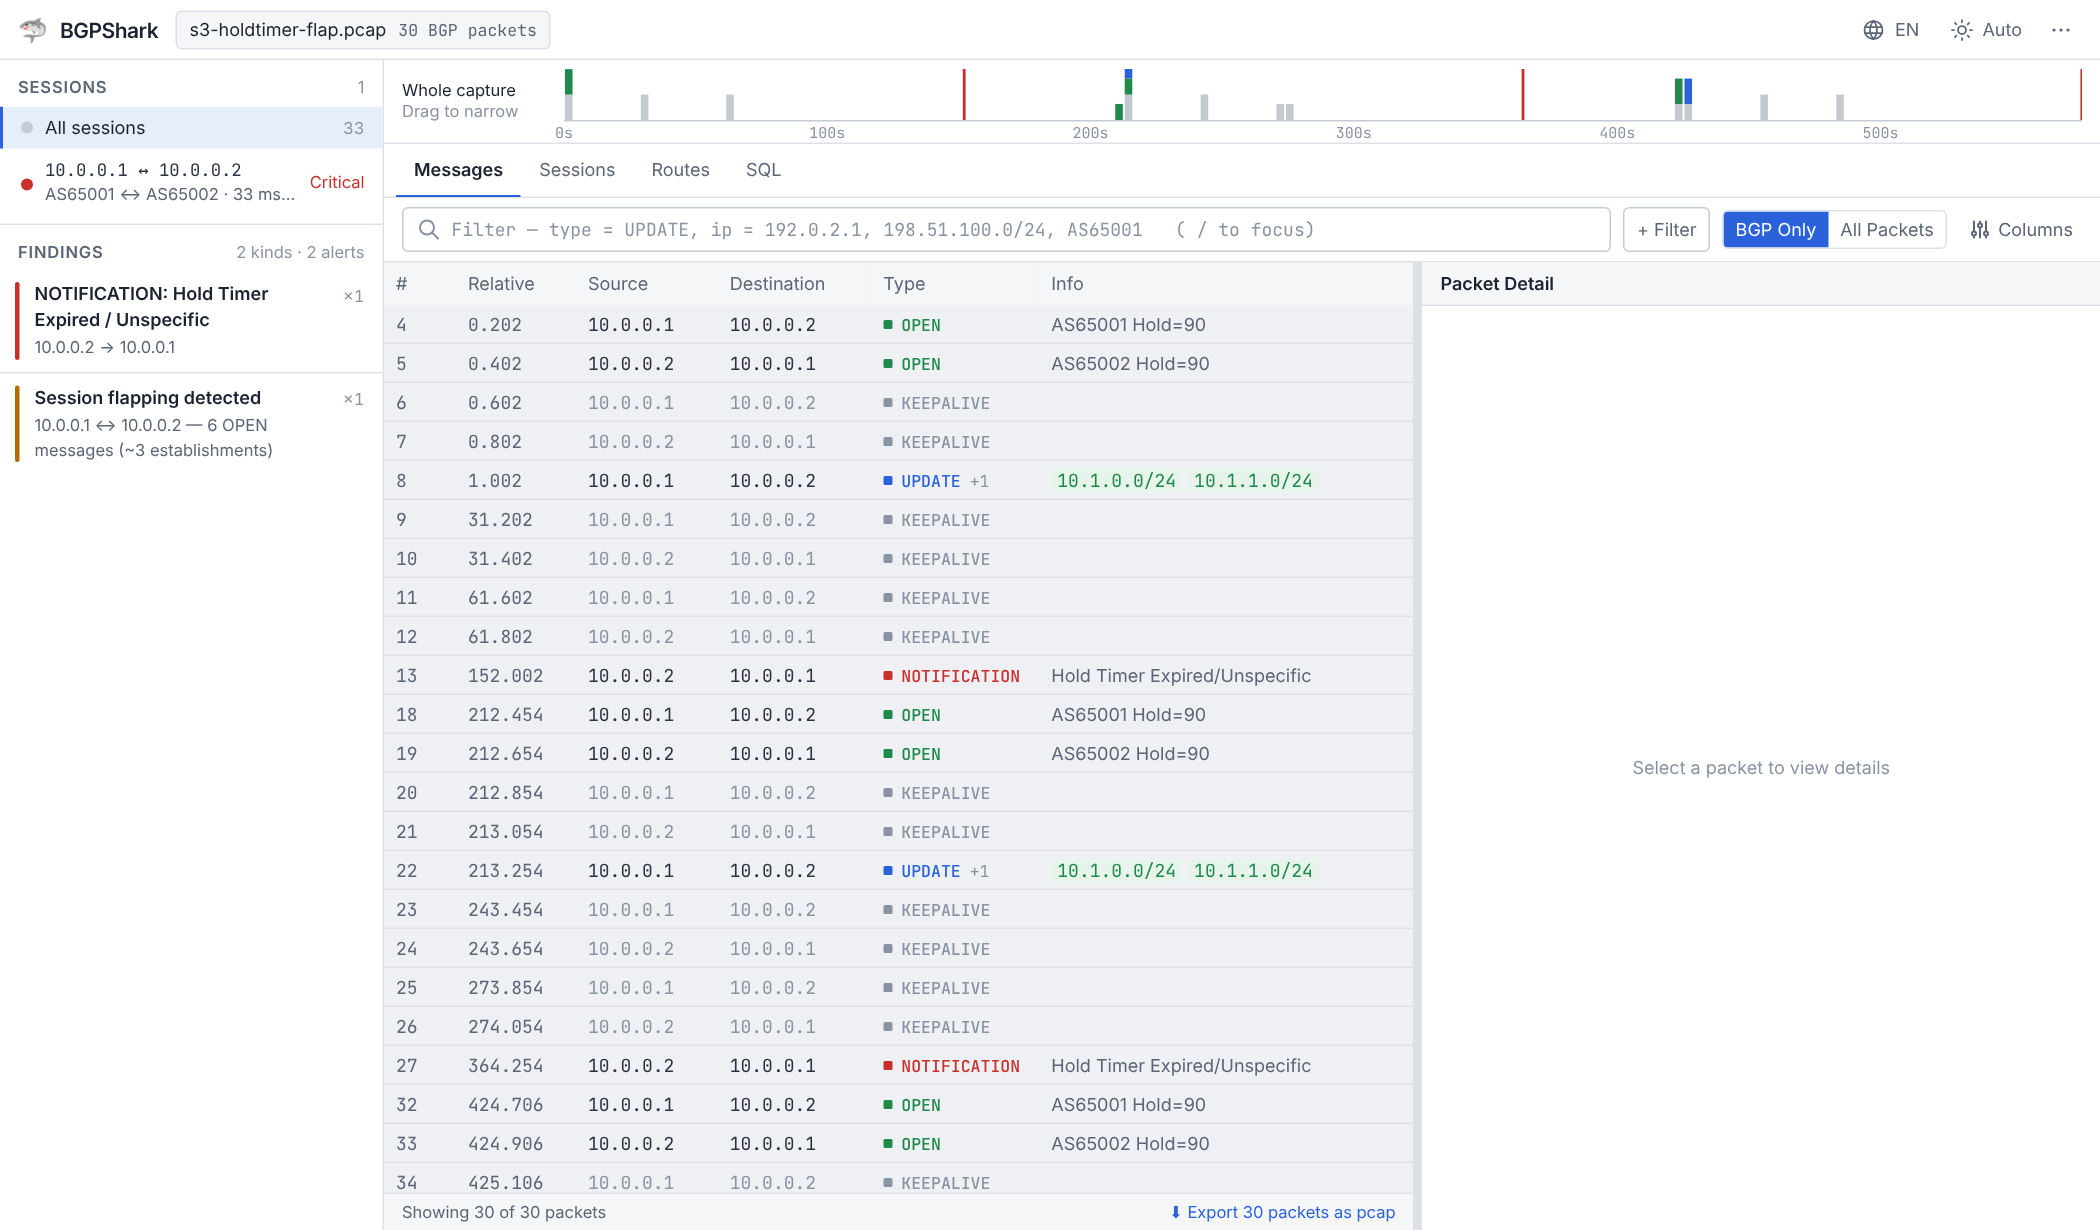 BGPShark s3-holdtimer-flap.pcap 30 BGP packets EN Auto ···
SESSIONS 1
All sessions 33
10.0.0.1 ↔ 10.0.0.2
AS65001 ↔ AS65002 · 33 ms... Critical
FINDINGS 2 kinds · 2 alerts
NOTIFICATION: Hold Timer Expired / Unspecific ×1
10.0.0.2 → 10.0.0.1
Session flapping detected ×1
10.0.0.1 ↔ 10.0.0.2 — 6 OPEN
messages (~3 establishments)
Whole capture
Drag to narrow
0s 100s 200s 300s 400s 500s
Messages Sessions Routes SQL
Filter — type = UPDATE, ip = 192.0.2.1, 198.51.100.0/24, AS65001 ( / to focus)
+ Filter BGP Only All Packets Columns
# Relative Source Destination Type Info
4 0.202 10.0.0.1 10.0.0.2 OPEN AS65001 Hold=90
5 0.402 10.0.0.2 10.0.0.1 OPEN AS65002 Hold=90
6 0.602 10.0.0.1 10.0.0.2 KEEPALIVE
7 0.802 10.0.0.2 10.0.0.1 KEEPALIVE
8 1.002 10.0.0.1 10.0.0.2 UPDATE +1 10.1.0.0/24 10.1.1.0/24
9 31.202 10.0.0.1 10.0.0.2 KEEPALIVE
10 31.402 10.0.0.2 10.0.0.1 KEEPALIVE
11 61.602 10.0.0.1 10.0.0.2 KEEPALIVE
12 61.802 10.0.0.2 10.0.0.1 KEEPALIVE
13 152.002 10.0.0.2 10.0.0.1 NOTIFICATION Hold Timer Expired/Unspecific
18 212.454 10.0.0.1 10.0.0.2 OPEN AS65001 Hold=90
19 212.654 10.0.0.2 10.0.0.1 OPEN AS65002 Hold=90
20 212.854 10.0.0.1 10.0.0.2 KEEPALIVE
21 213.054 10.0.0.2 10.0.0.1 KEEPALIVE
22 213.254 10.0.0.1 10.0.0.2 UPDATE +1 10.1.0.0/24 10.1.1.0/24
23 243.454 10.0.0.1 10.0.0.2 KEEPALIVE
24 243.654 10.0.0.2 10.0.0.1 KEEPALIVE
25 273.854 10.0.0.1 10.0.0.2 KEEPALIVE
26 274.054 10.0.0.2 10.0.0.1 KEEPALIVE
27 364.254 10.0.0.2 10.0.0.1 NOTIFICATION Hold Timer Expired/Unspecific
32 424.706 10.0.0.1 10.0.0.2 OPEN AS65001 Hold=90
33 424.906 10.0.0.2 10.0.0.1 OPEN AS65002 Hold=90
34 425.106 10.0.0.1 10.0.0.2 KEEPALIVE
Showing 30 of 30 packets ⬇ Export 30 packets as pcap
Packet Detail
Select a packet to view details